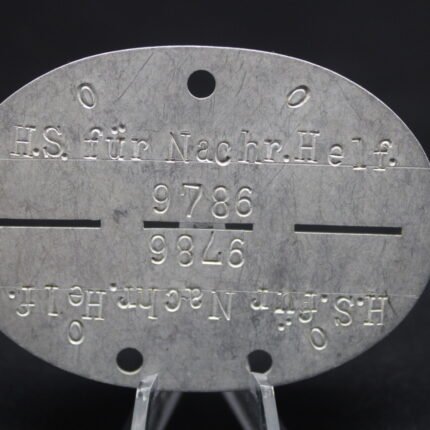 O O
H.S. für Nachr. Helf.
9786
9786
H.S. für Nachr. Helf.
O O